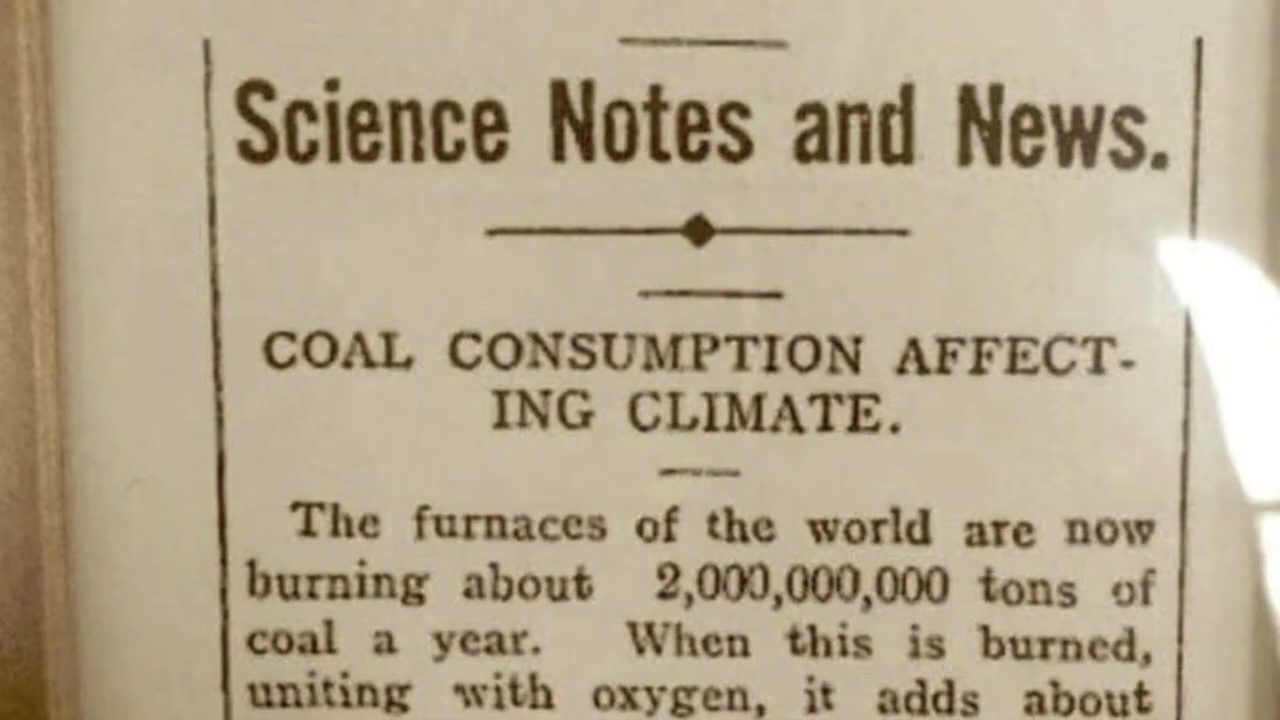 Science Notes and News.
COAL CONSUMPTION AFFECT-
ING CLIMATE.
The furnaces of the world are now
burning about 2,000,000,000 tons of
coal a year. When this is burned,
uniting with oxygen, it adds about